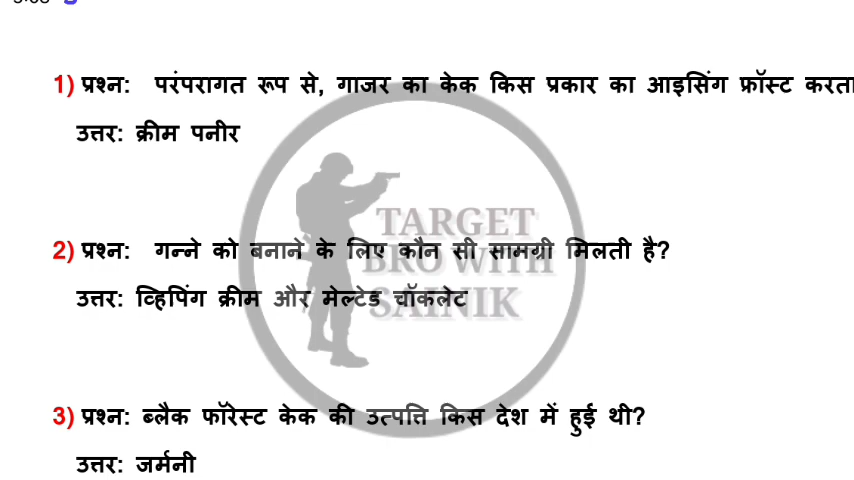 1) प्रश्न: परंपरागत रूप से, गाजर का केक किस प्रकार का आइसिंग फ्रॉस्ट करता
उत्तर: क्रीम पनीर
TARGET
2) प्रश्न: गन्ने को बनाने के लिए कौन सी सामग्री मिलती है?
BRO WITH
उत्तर: व्हिपिंग क्रीम और मेल्टेड चॉकलेट
SAINIK
3) प्रश्न: ब्लैक फॉरेस्ट केक की उत्पत्ति किस देश में हुई थी?
उत्तर: जर्मनी